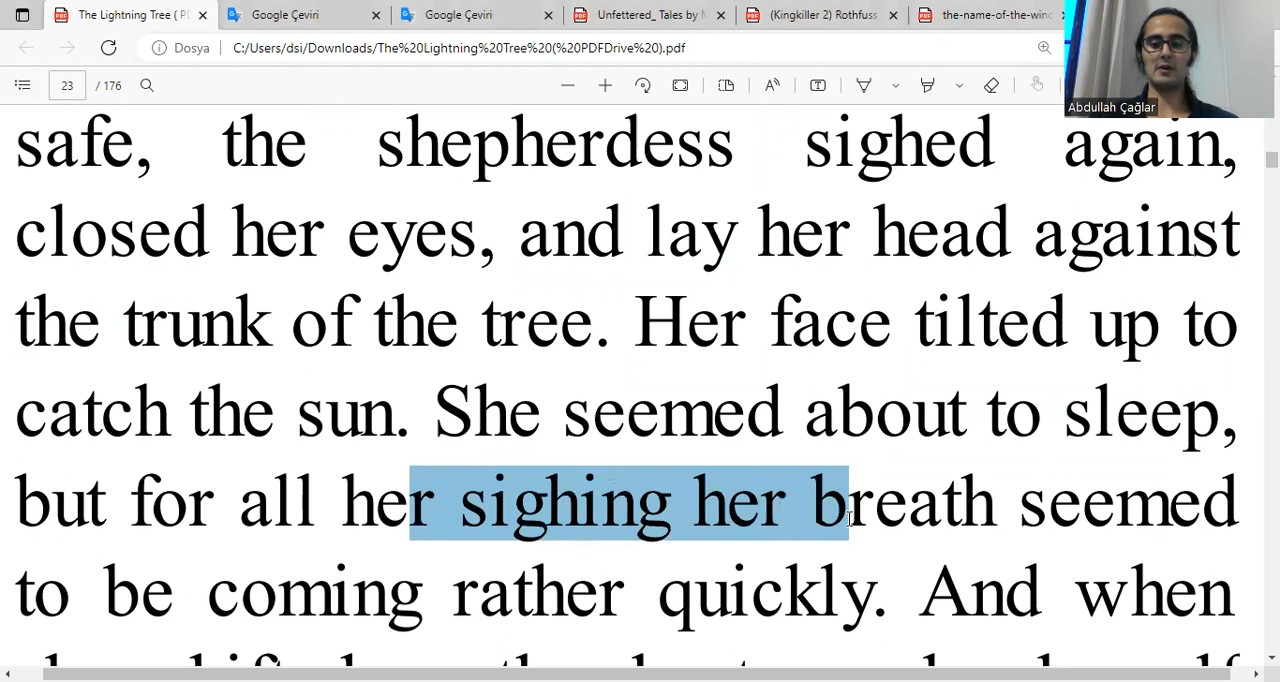 The Lightning Tree ( P
Google Çeviri
Google Çeviri
Unfettered_ Tales by
(Kingkiller 2) Rothfuss
the-name-of-the-winc
Dosya
C:/Users/dsi/Downloads/The%20Lightning%20Tree%20(%20PDFDrive%20).pdf
23 / 176
Abdullah Çağlar
safe, the shepherdess sighed again,
closed her eyes, and lay her head against
the trunk of the tree. Her face tilted up to
catch the sun. She seemed about to sleep,
but for all her sighing her breath seemed
to be coming rather quickly. And when